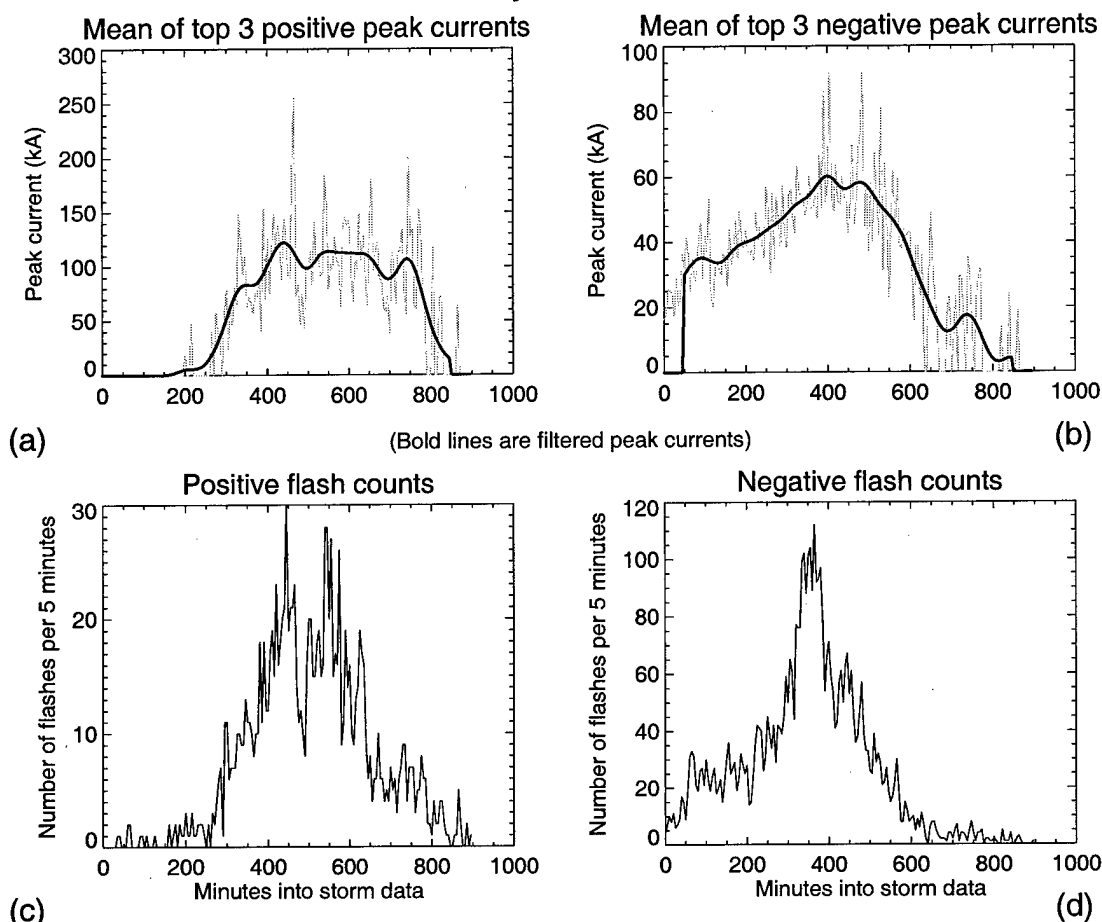 Mean of top 3 positive peak currents
300
250
200
150
100
50
0
Peak current (kA)
0 200 400 600 800 1000
(a)
Mean of top 3 negative peak currents
100
80
60
40
20
0
Peak current (kA)
0 200 400 600 800 1000
(b)
(Bold lines are filtered peak currents)
Positive flash counts
30
20
10
0
Number of flashes per 5 minutes
0 200 400 600 800 1000
Minutes into storm data
(c)
Negative flash counts
120
100
80
60
40
20
0
Number of flashes per 5 minutes
0 200 400 600 800 1000
Minutes into storm data
(d)